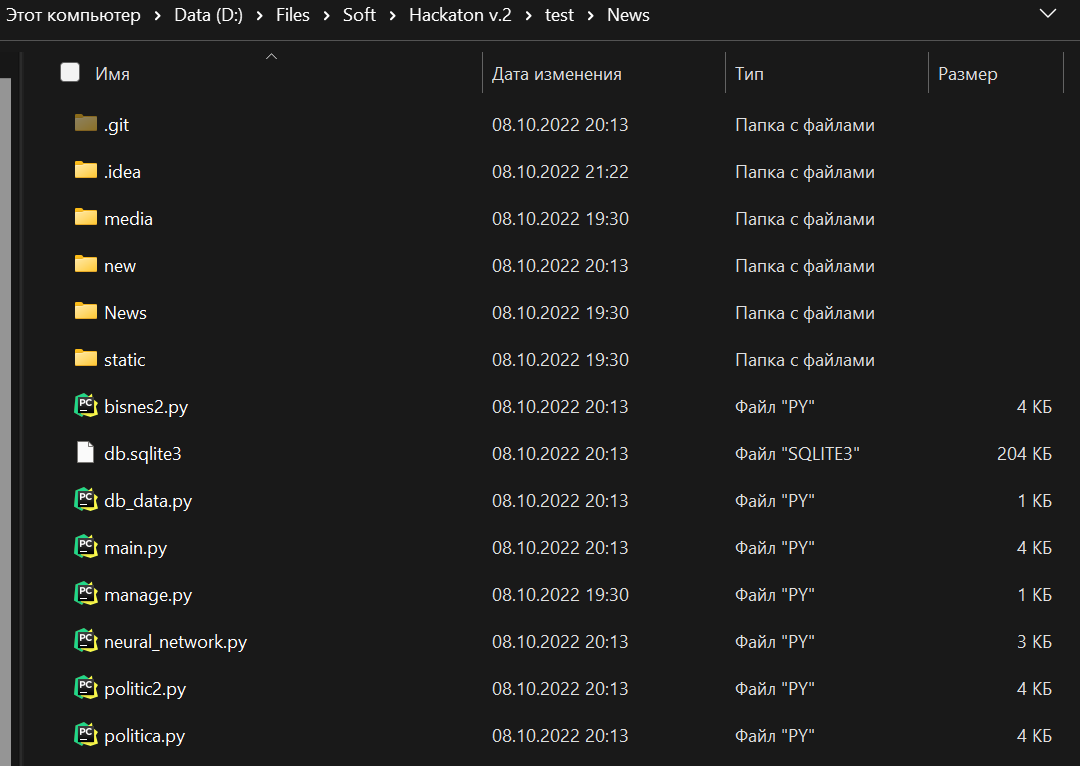 Этот компьютер > Data (D:) > Files > Soft > Hackaton v.2 > test > News
Имя Дата изменения Тип Размер
.git 08.10.2022 20:13 Папка с файлами
.idea 08.10.2022 21:22 Папка с файлами
media 08.10.2022 19:30 Папка с файлами
new 08.10.2022 20:13 Папка с файлами
News 08.10.2022 19:30 Папка с файлами
static 08.10.2022 19:30 Папка с файлами
PC bisnes2.py 08.10.2022 20:13 Файл "PY" 4 КБ
db.sqlite3 08.10.2022 20:13 Файл "SQLITE3" 204 КБ
PC db_data.py 08.10.2022 20:13 Файл "PY" 1 КБ
PC main.py 08.10.2022 20:13 Файл "PY" 4 КБ
PC manage.py 08.10.2022 19:30 Файл "PY" 1 КБ
PC neural_network.py 08.10.2022 20:13 Файл "PY" 3 КБ
PC politic2.py 08.10.2022 20:13 Файл "PY" 4 КБ
PC politica.py 08.10.2022 20:13 Файл "PY" 4 КБ